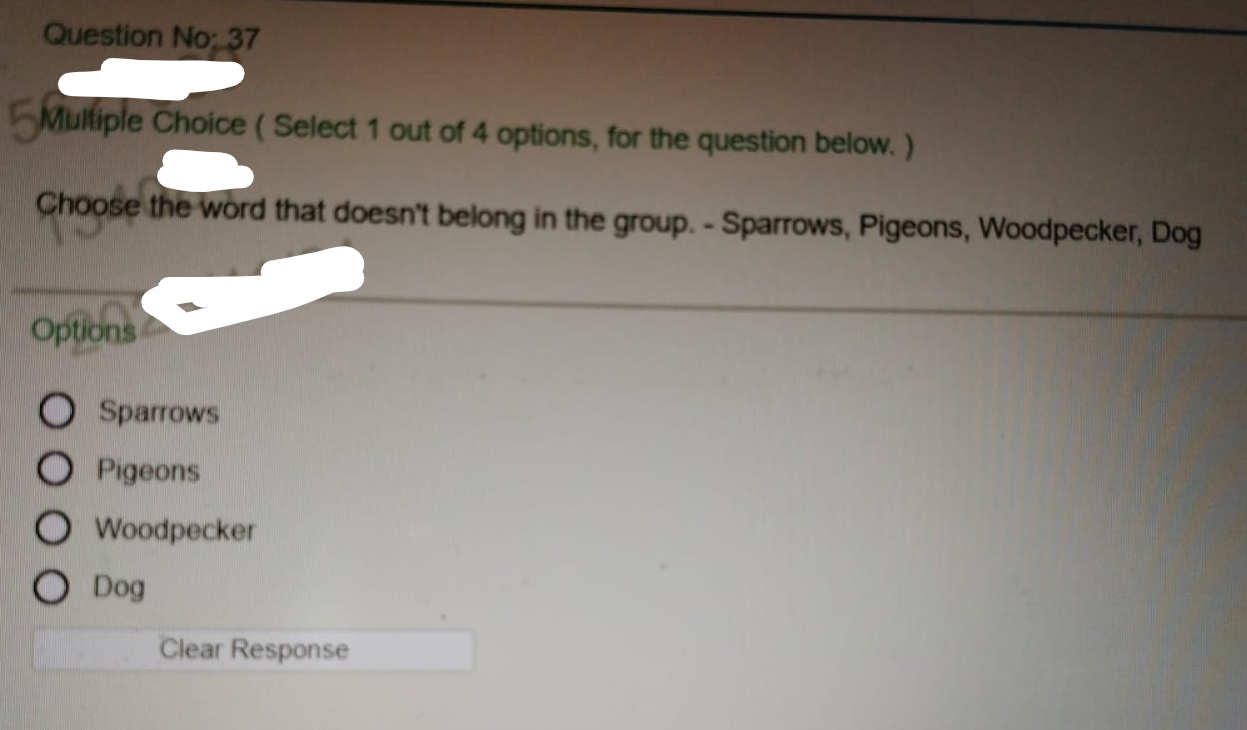 Question No: 37
Multiple Choice ( Select 1 out of 4 options, for the question below. )
Choose the word that doesn't belong in the group. - Sparrows, Pigeons, Woodpecker, Dog
Options
Sparrows
Pigeons
Woodpecker
Dog
Clear Response